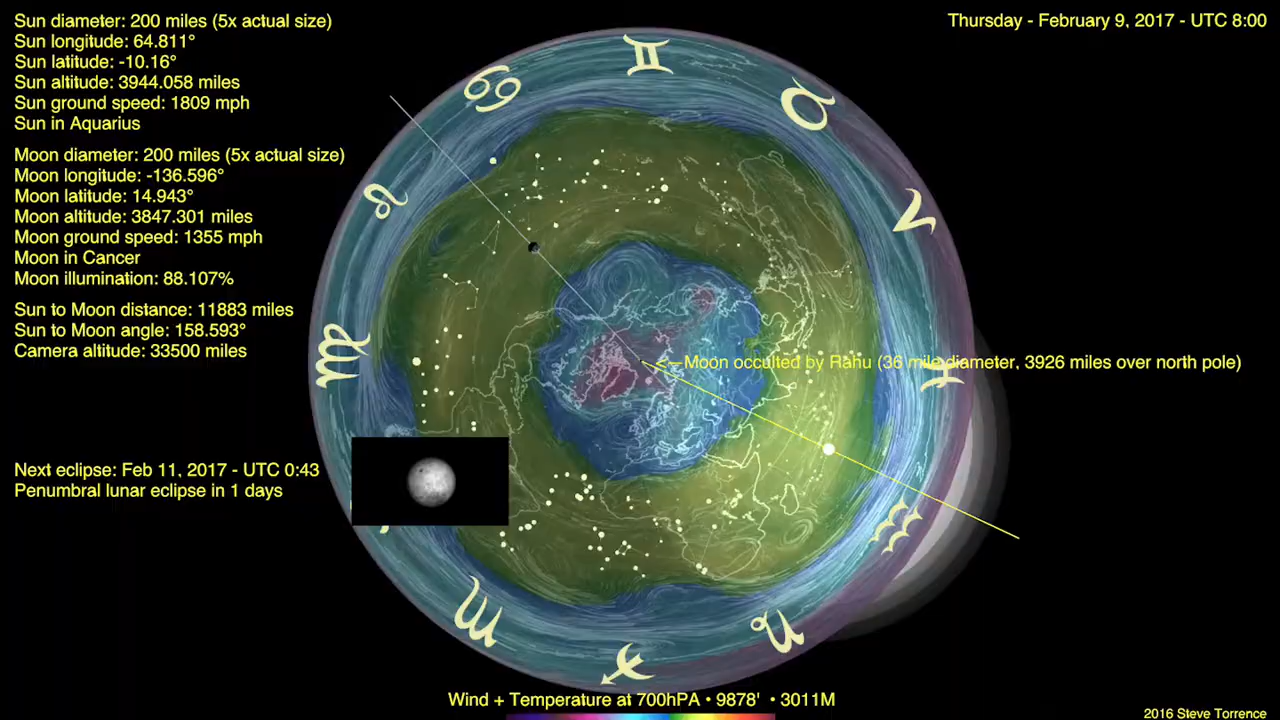 Sun diameter: 200 miles (5x actual size)
Sun longitude: 64.811°
Sun latitude: -10.16°
Sun altitude: 3944.058 miles
Sun ground speed: 1809 mph
Sun in Aquarius
Moon diameter: 200 miles (5x actual size)
Moon longitude: -136.596°
Moon latitude: 14.943°
Moon altitude: 3847.301 miles
Moon ground speed: 1355 mph
Moon in Cancer
Moon illumination: 88.107%
Sun to Moon distance: 11883 miles
Sun to Moon angle: 158.593°
Camera altitude: 33500 miles
Thursday - February 9, 2017 - UTC 8:00
<—Moon occulted by Rahu (36 mile diameter, 3926 miles over north pole)
Next eclipse: Feb 11, 2017 - UTC 0:43
Penumbral lunar eclipse in 1 days
Wind + Temperature at 700hPA • 9878' • 3011M
2016 Steve Torrence